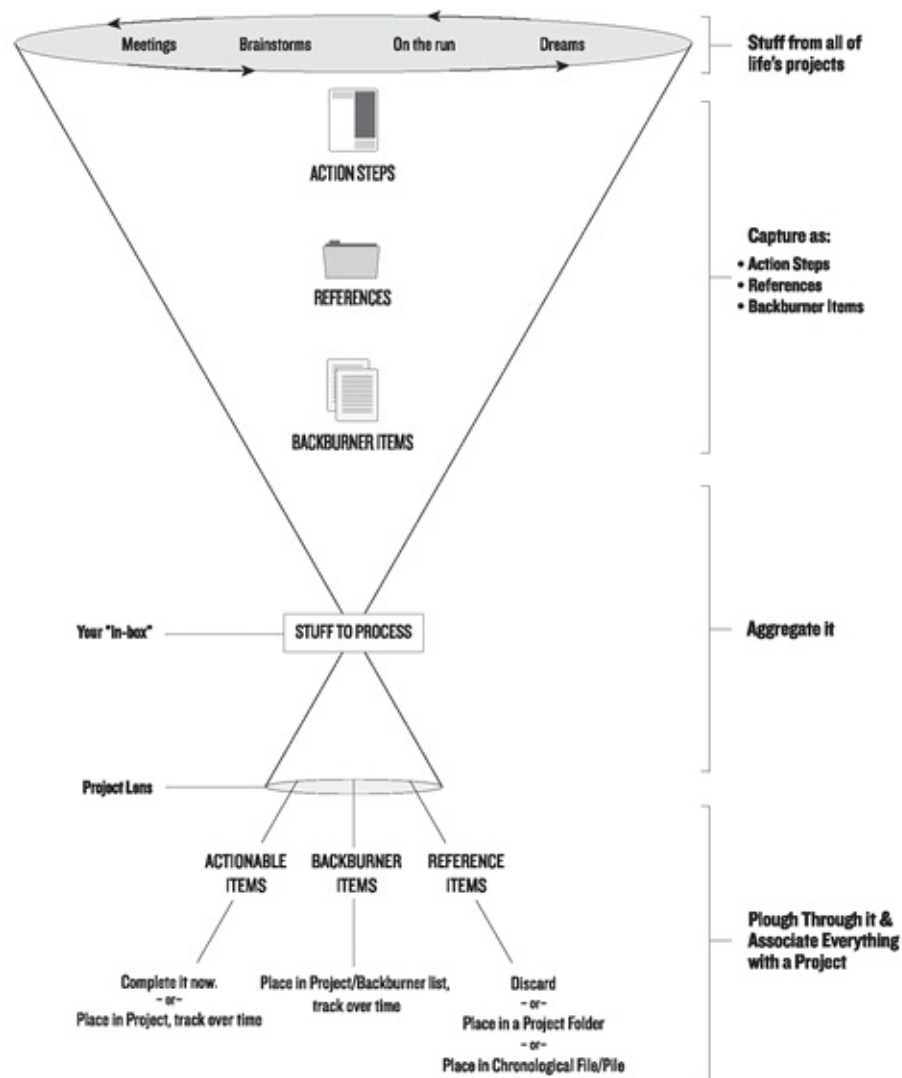 Meetings Brainstorms On the run Dreams
Stuff from all of
life's projects
ACTION STEPS
REFERENCES
BACKBURNER ITEMS
Capture as:
• Action Steps
• References
• Backburner Items
Your "in-box"
STUFF TO PROCESS
Aggregate it
Project Lens
ACTIONABLE
ITEMS
BACKBURNER
ITEMS
REFERENCE
ITEMS
Complete it now.
-or-
Place in Project, track over time
Place in Project/Backburner list,
track over time
Discard
-or-
Place in a Project Folder
-or-
Place in Chronological File/Pile
Plough Through it &
Associate Everything
with a Project